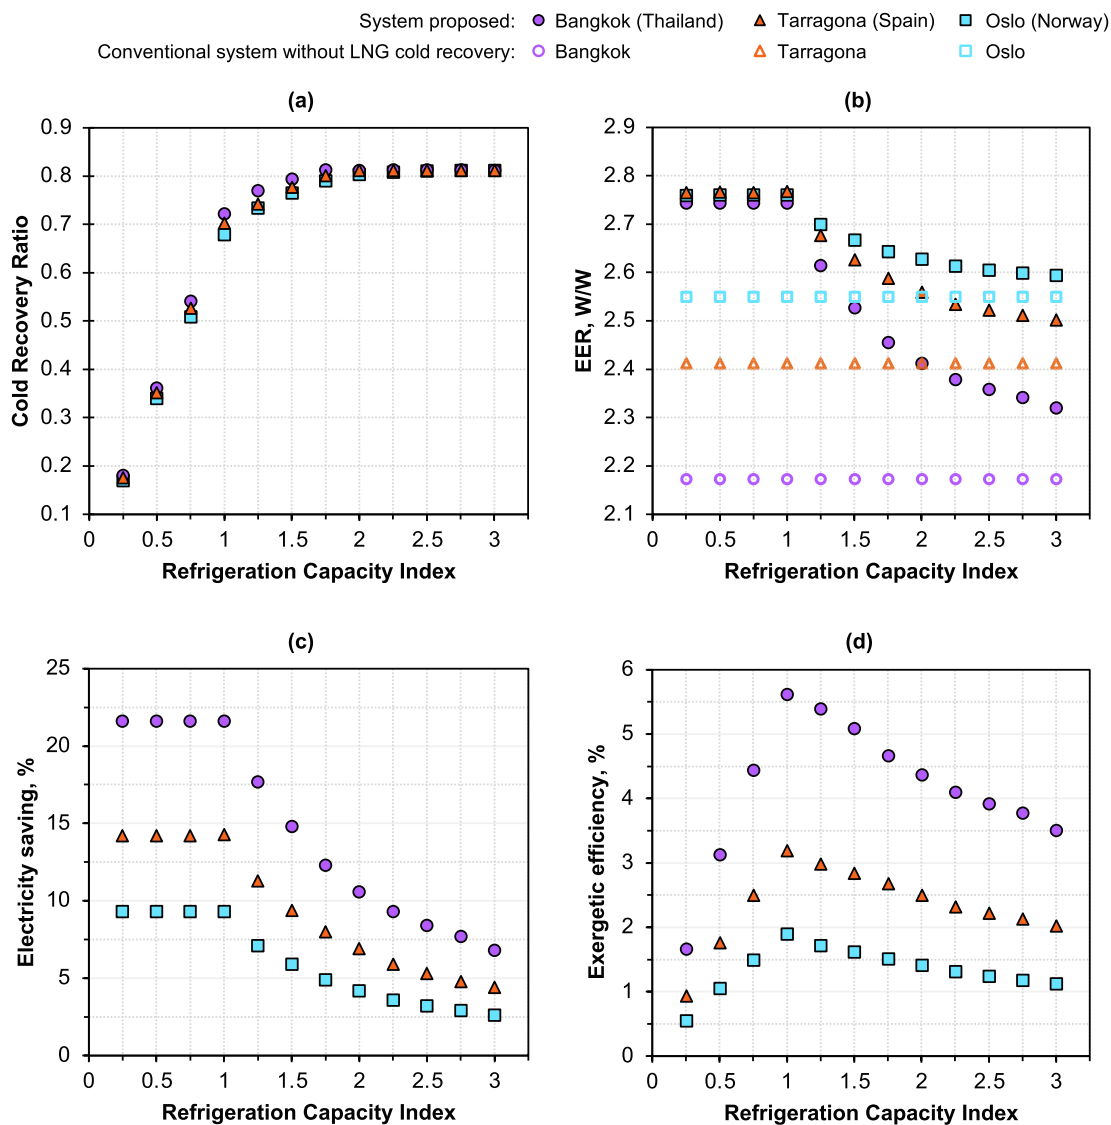 System proposed: Bangkok (Thailand) Tarragona (Spain) Oslo (Norway)
Conventional system without LNG cold recovery: Bangkok Tarragona Oslo
(a)
0.9
0.8
0.7
0.6
0.5
0.4
0.3
0.2
0.1
Cold Recovery Ratio
0 0.5 1 1.5 2 2.5 3
Refrigeration Capacity Index
(b)
2.9
2.8
2.7
2.6
2.5
2.4
2.3
2.2
2.1
EER, W/W
0 0.5 1 1.5 2 2.5 3
Refrigeration Capacity Index
(c)
25
20
15
10
5
0
Electricity saving, %
0 0.5 1 1.5 2 2.5 3
Refrigeration Capacity Index
(d)
6
5
4
3
2
1
0
Exergetic efficiency, %
0 0.5 1 1.5 2 2.5 3
Refrigeration Capacity Index